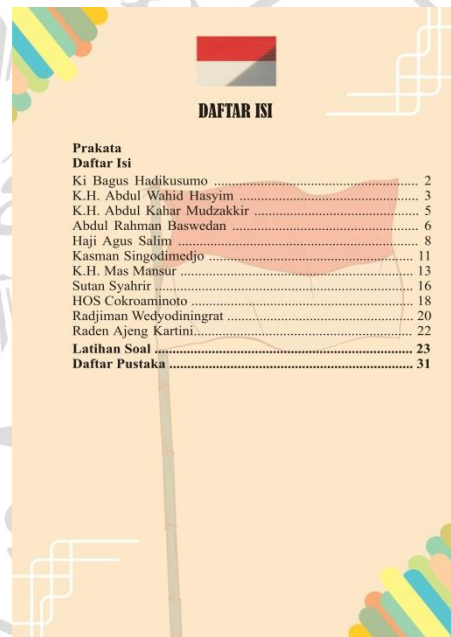 DAFTAR ISI
Prakata
Daftar Isi
Ki Bagus Hadikusumo ........................................................ 2
K.H. Abdul Wahid Hasyim ................................................ 3
K.H. Abdul Kahar Mudzakkir ............................................ 5
Abdul Rahman Baswedan .................................................. 6
Haji Agus Salim ................................................................ 8
Kasman Singodimedjo ...................................................... 11
K.H. Mas Mansur .............................................................. 13
Sutan Syahrir .................................................................... 16
HOS Cokroaminoto .......................................................... 18
Radjiman Wedyodiningrat ................................................ 20
Raden Ajeng Kartini.......................................................... 22
Latihan Soal .................................................................... 23
Daftar Pustaka ................................................................ 31